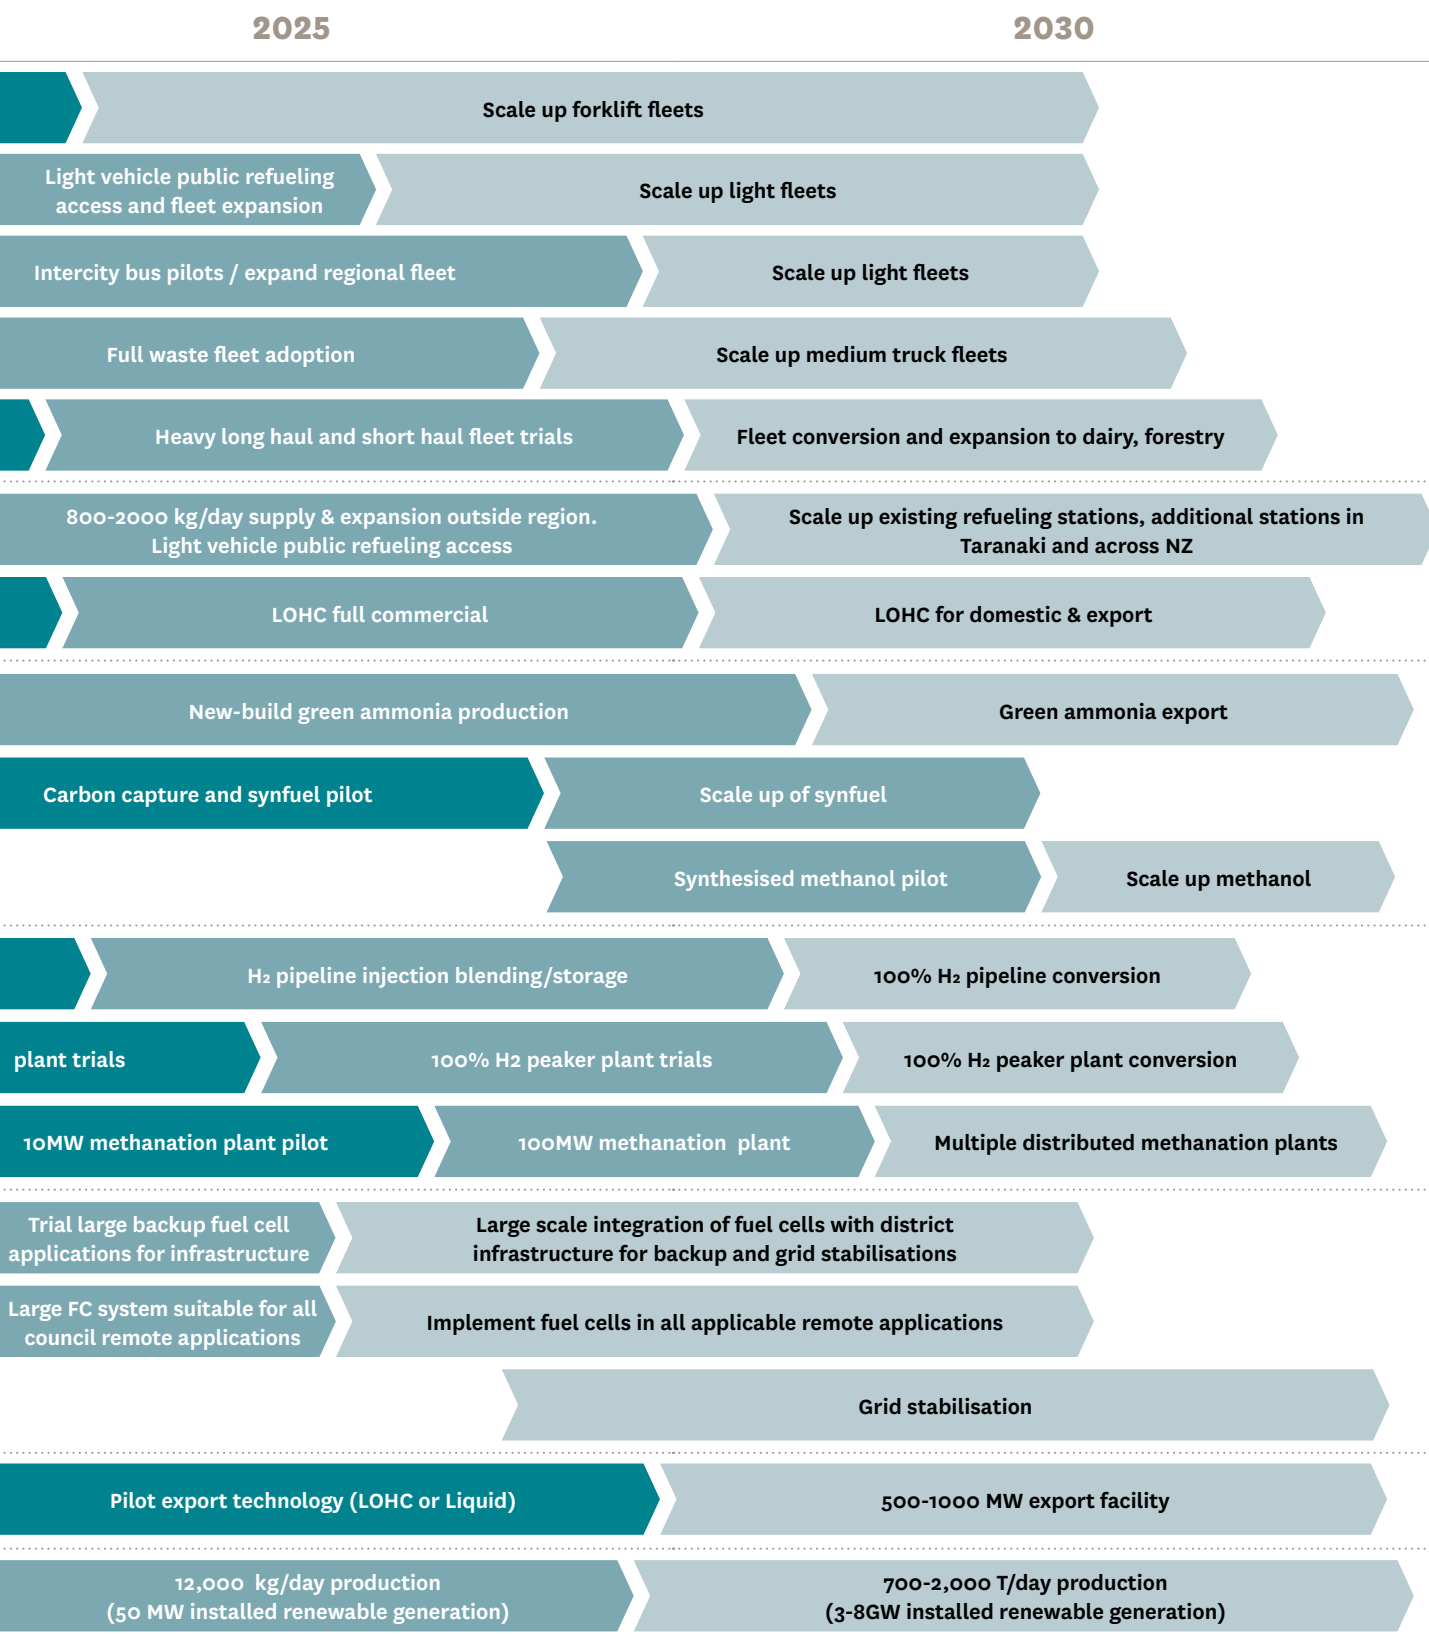 2025
2030
Scale up forklift fleets
Light vehicle public refueling
access and fleet expansion
Scale up light fleets
Intercity bus pilots / expand regional fleet
Scale up light fleets
Full waste fleet adoption
Scale up medium truck fleets
Heavy long haul and short haul fleet trials
Fleet conversion and expansion to dairy, forestry
800-2000 kg/day supply & expansion outside region.
Light vehicle public refueling access
Scale up existing refueling stations, additional stations in
Taranaki and across NZ
LOHC full commercial
LOHC for domestic & export
New-build green ammonia production
Green ammonia export
Carbon capture and synfuel pilot
Scale up of synfuel
Synthesised methanol pilot
Scale up methanol
H₂ pipeline injection blending/storage
100% H₂ pipeline conversion
plant trials
100% H2 peaker plant trials
100% H₂ peaker plant conversion
10MW methanation plant pilot
100MW methanation plant
Multiple distributed methanation plants
Trial large backup fuel cell
applications for infrastructure
Large scale integration of fuel cells with district
infrastructure for backup and grid stabilisations
Large FC system suitable for all
council remote applications
Implement fuel cells in all applicable remote applications
Grid stabilisation
Pilot export technology (LOHC or Liquid)
500-1000 MW export facility
12,000 kg/day production
(50 MW installed renewable generation)
700-2,000 T/day production
(3-8GW installed renewable generation)